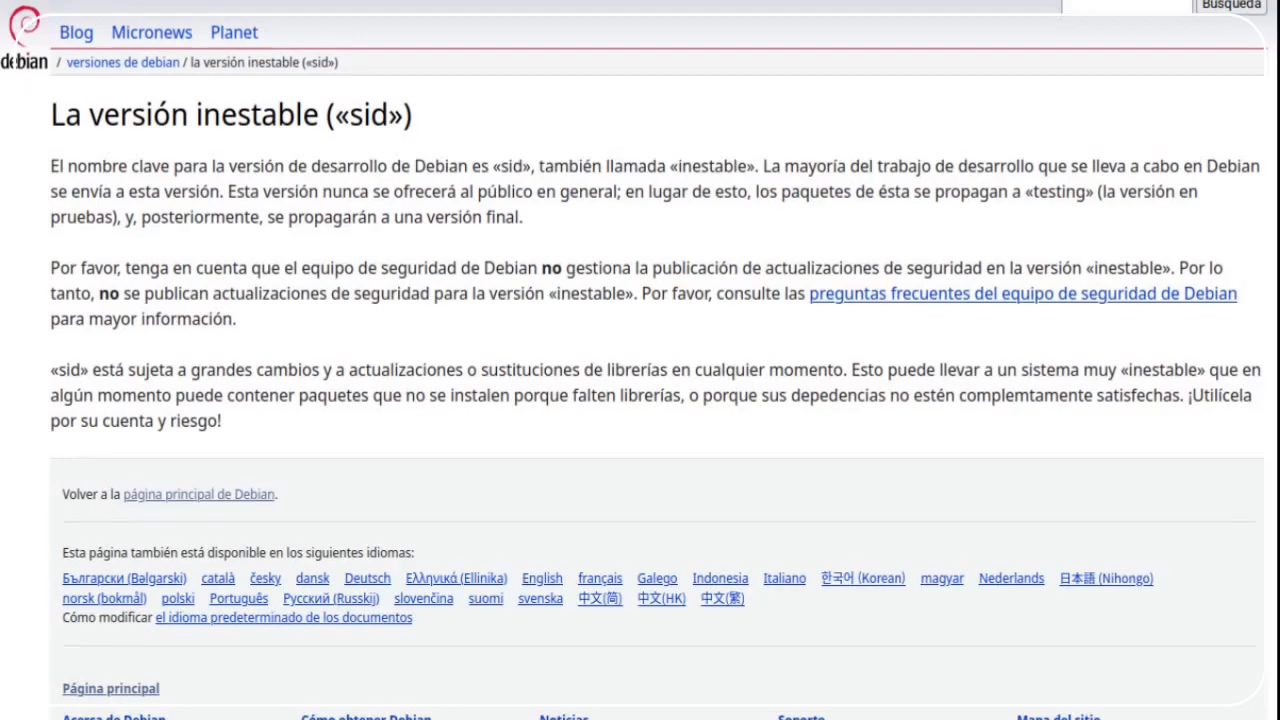 Búsqueda
Blog Micronews Planet
debian / versiones de debian / la versión inestable («sid»)
La versión inestable («sid»)
El nombre clave para la versión de desarrollo de Debian es «sid», también llamada «inestable». La mayoría del trabajo de desarrollo que se lleva a cabo en Debian
se envía a esta versión. Esta versión nunca se ofrecerá al público en general; en lugar de esto, los paquetes de ésta se propagan a «testing» (la versión en
pruebas), y, posteriormente, se propagarán a una versión final.
Por favor, tenga en cuenta que el equipo de seguridad de Debian no gestiona la publicación de actualizaciones de seguridad en la versión «inestable». Por lo
tanto, no se publican actualizaciones de seguridad para la versión «inestable». Por favor, consulte las preguntas frecuentes del equipo de seguridad de Debian
para mayor información.
«sid» está sujeta a grandes cambios y a actualizaciones o sustituciones de librerías en cualquier momento. Esto puede llevar a un sistema muy «inestable» que en
algún momento puede contener paquetes que no se instalen porque falten librerías, o porque sus depedencias no estén complemtamente satisfechas. ¡Utilícela
por su cuenta y riesgo!
Volver a la página principal de Debian.
Esta página también está disponible en los siguientes idiomas:
Български (Bəlgarski) català česky dansk Deutsch Ελληνικά (Ellinika) English français Galego Indonesia Italiano 한국어 (Korean) magyar Nederlands 日本語 (Nihongo)
norsk (bokmål) polski Português Русский (Russkij) slovenčina suomi svenska 中文(简) 中文(HK) 中文(繁)
Cómo modificar el idioma predeterminado de los documentos
Página principal
Acerca de Debian Cómo obtener Debian Noticias Soporte Mapa del sitio